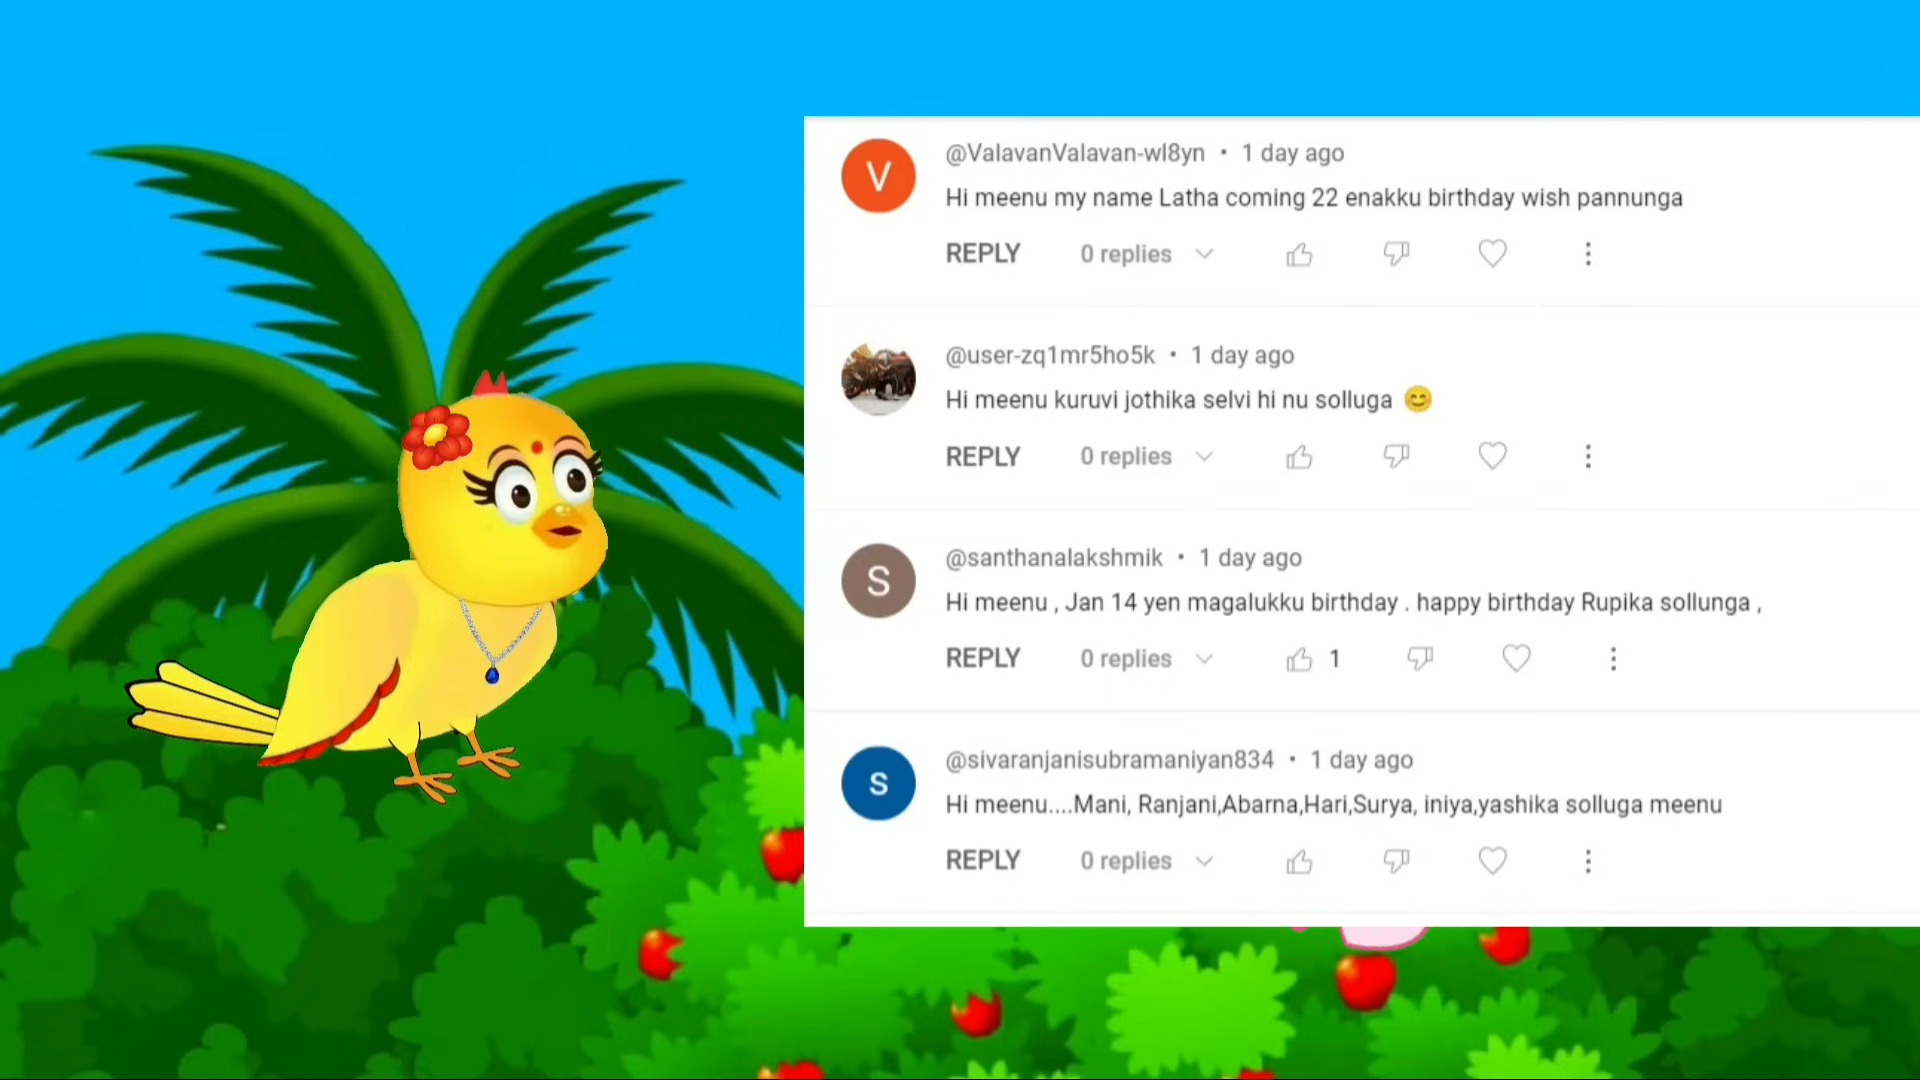 V
@ValavanValavan-wl8yn • 1 day ago
Hi meenu my name Latha coming 22 enakku birthday wish pannunga
REPLY 0 replies
@user-zq1mr5ho5k • 1 day ago
Hi meenu kuruvi jothika selvi hi nu solluga 😊
REPLY 0 replies
S
@santhanalakshmik • 1 day ago
Hi meenu , Jan 14 yen magalukku birthday . happy birthday Rupika sollunga ,
REPLY 0 replies 1
S
@sivaranjanisubramaniyan834 • 1 day ago
Hi meenu....Mani, Ranjani,Abarna,Hari,Surya, iniya,yashika solluga meenu
REPLY 0 replies